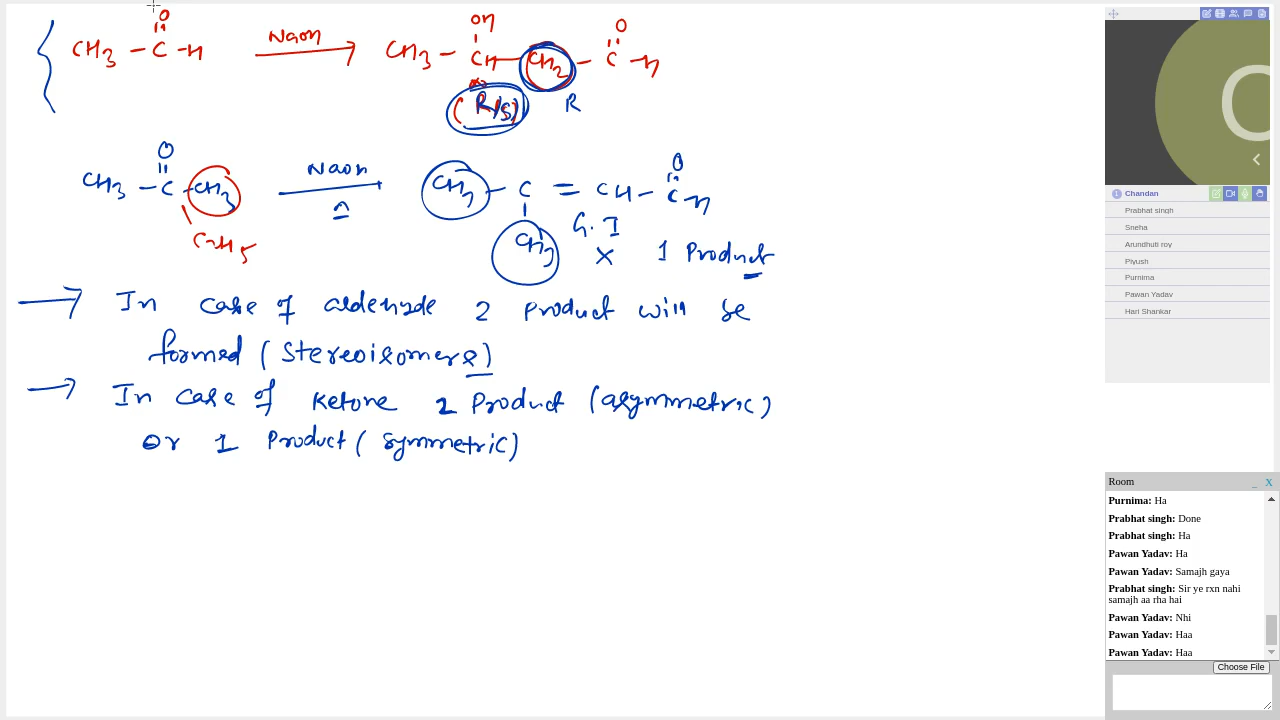 O
CH3 - C - H NaOH CH3 - CH - CH2 - C - H
OH O
(R/S) R
O
CH3 - C - CH3 NaOH CH3 - C = CH - C - H
Δ O
C2H5 CH3 G.I
X 1 Product
In case of aldehyde 2 product will be
formed (stereoisomers)
In case of Ketone 2 Product (asymmetric)
or 1 Product (symmetric)
C
Chandan
Prabhat singh
Sneha
Arundhuti roy
Piyush
Purnima
Pawan Yadav
Hari Shankar
Room _ X
Purnima: Ha
Prabhat singh: Done
Prabhat singh: Ha
Pawan Yadav: Ha
Pawan Yadav: Samajh gaya
Prabhat singh: Sir ye rxn nahi
samajh aa rha hai
Pawan Yadav: Nhi
Pawan Yadav: Haa
Pawan Yadav: Haa
Choose File